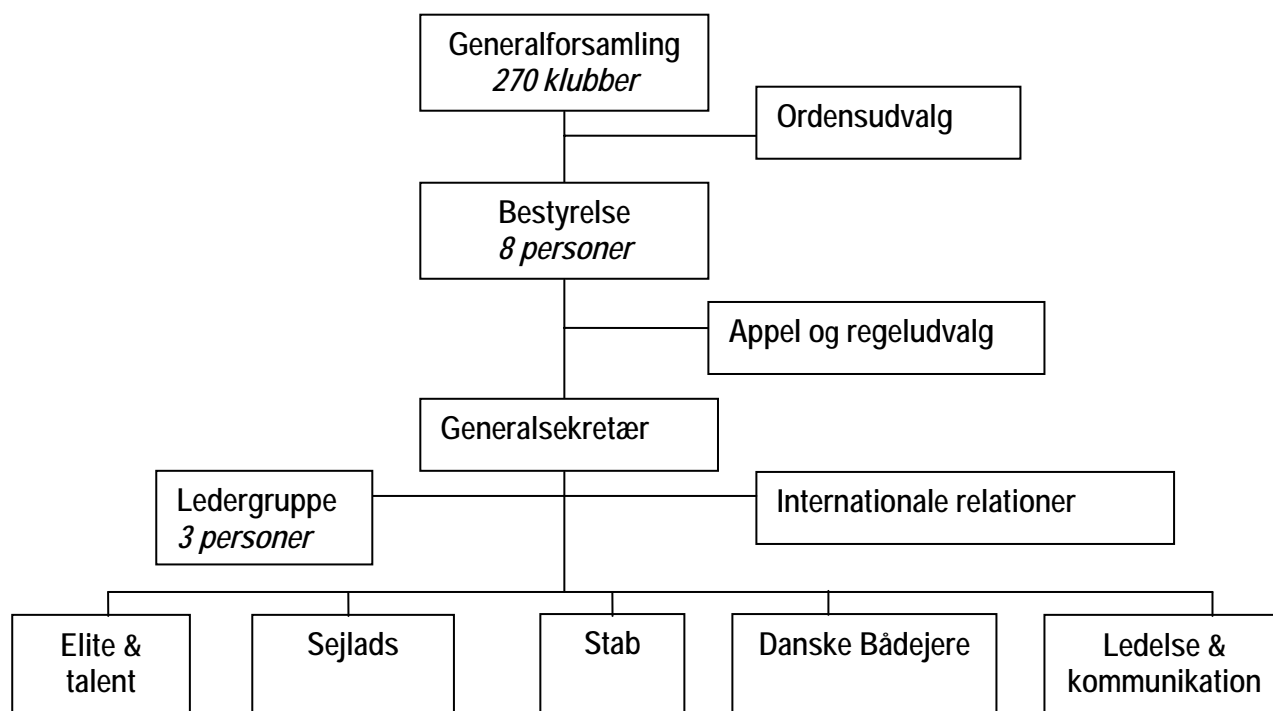 Generalforsamling
270 klubber
Ordensudvalg
Bestyrelse
8 personer
Appel og regeludvalg
Generalsekretær
Ledergruppe
3 personer
Internationale relationer
Elite &
talent
Sejlads
Stab
Danske Bådejere
Ledelse &
kommunikation